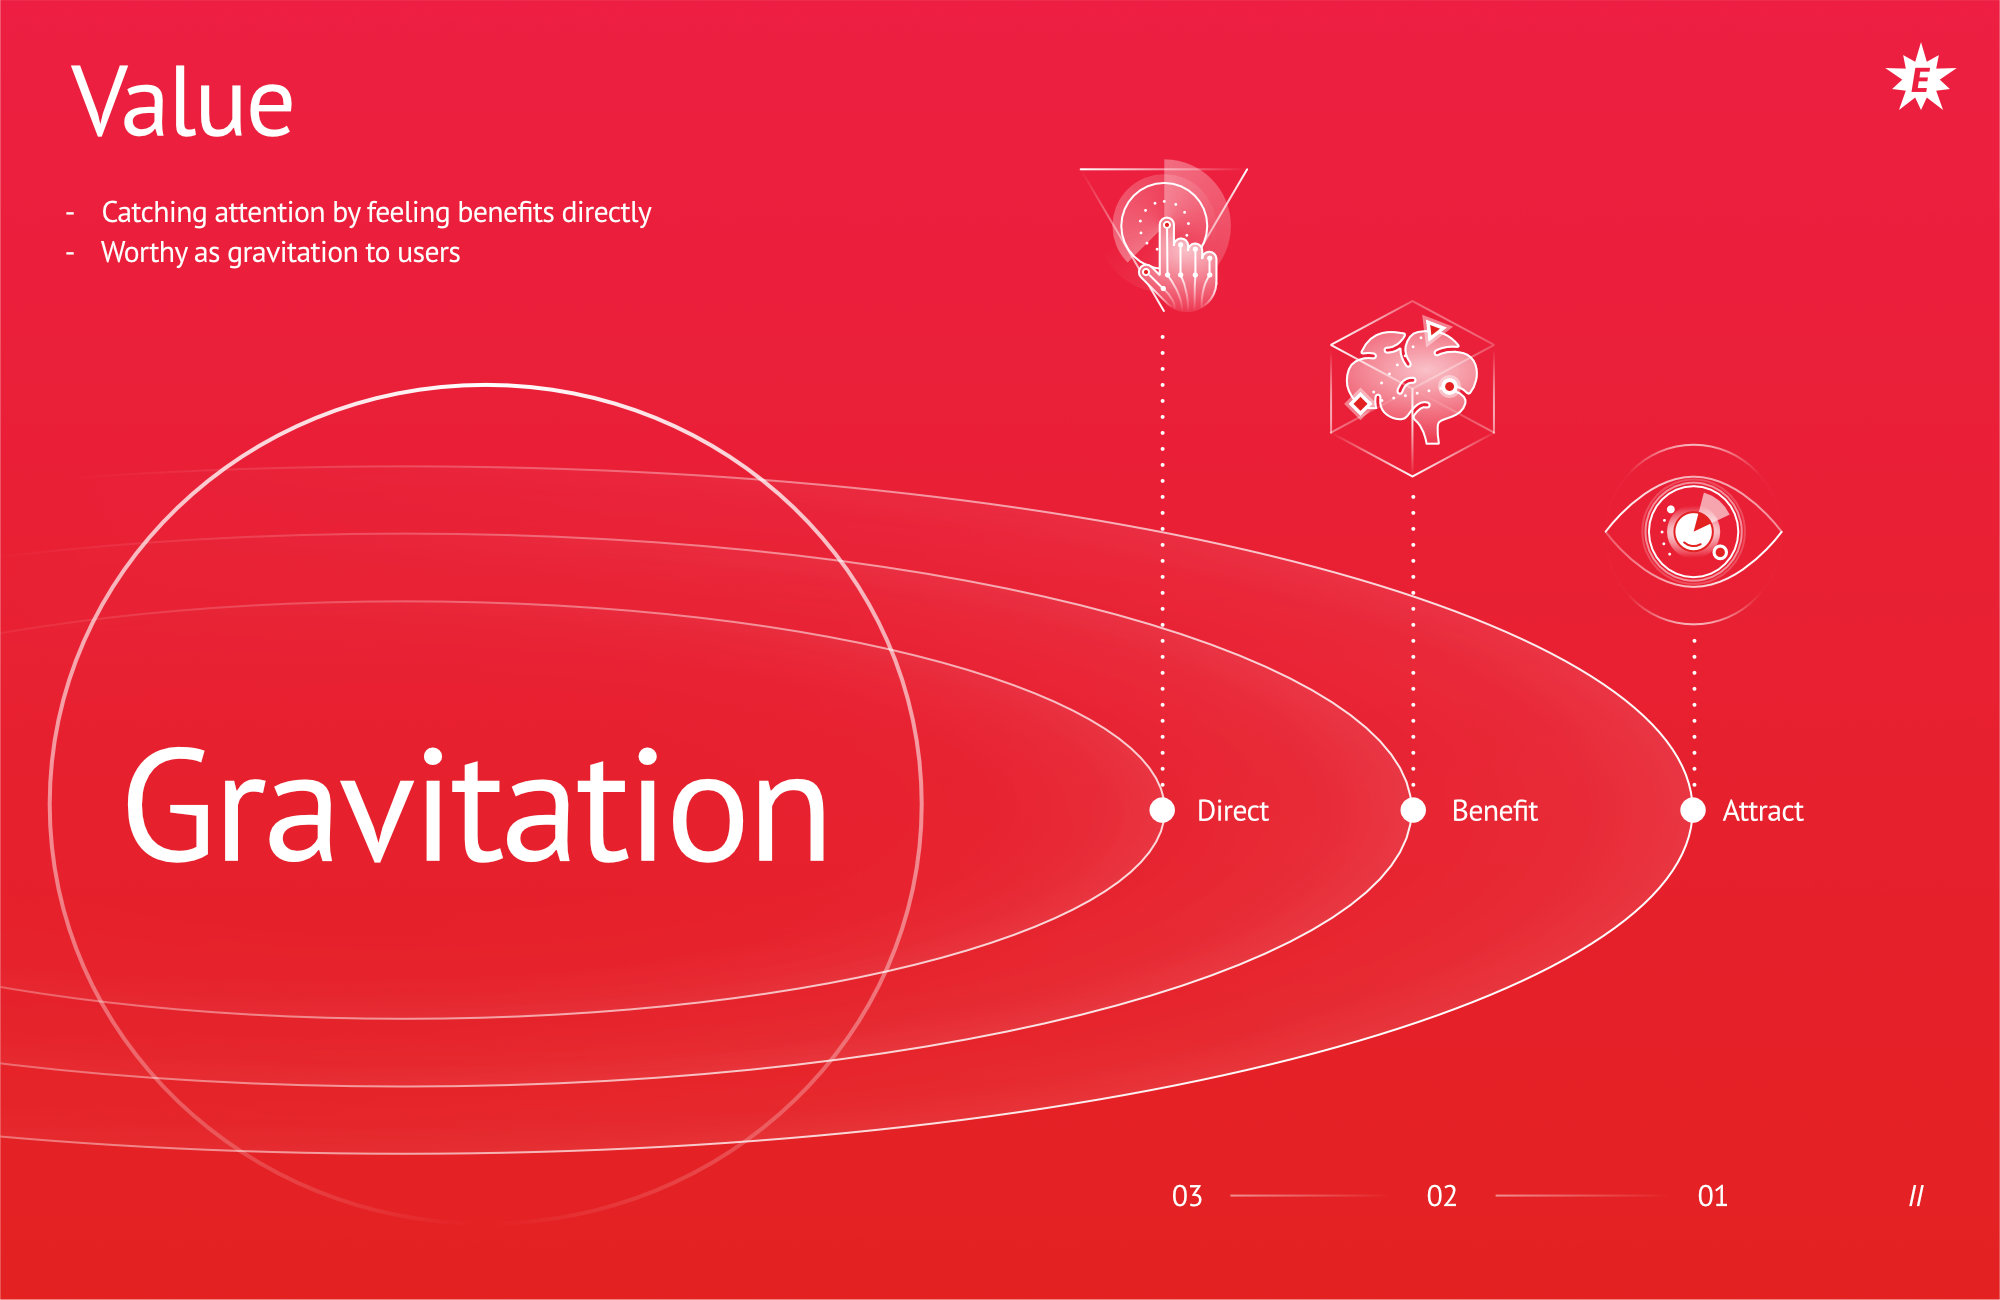 Value
E
- Catching attention by feeling benefits directly
- Worthy as gravitation to users
Gravitation
Direct
Benefit
Attract
03
02
01
//